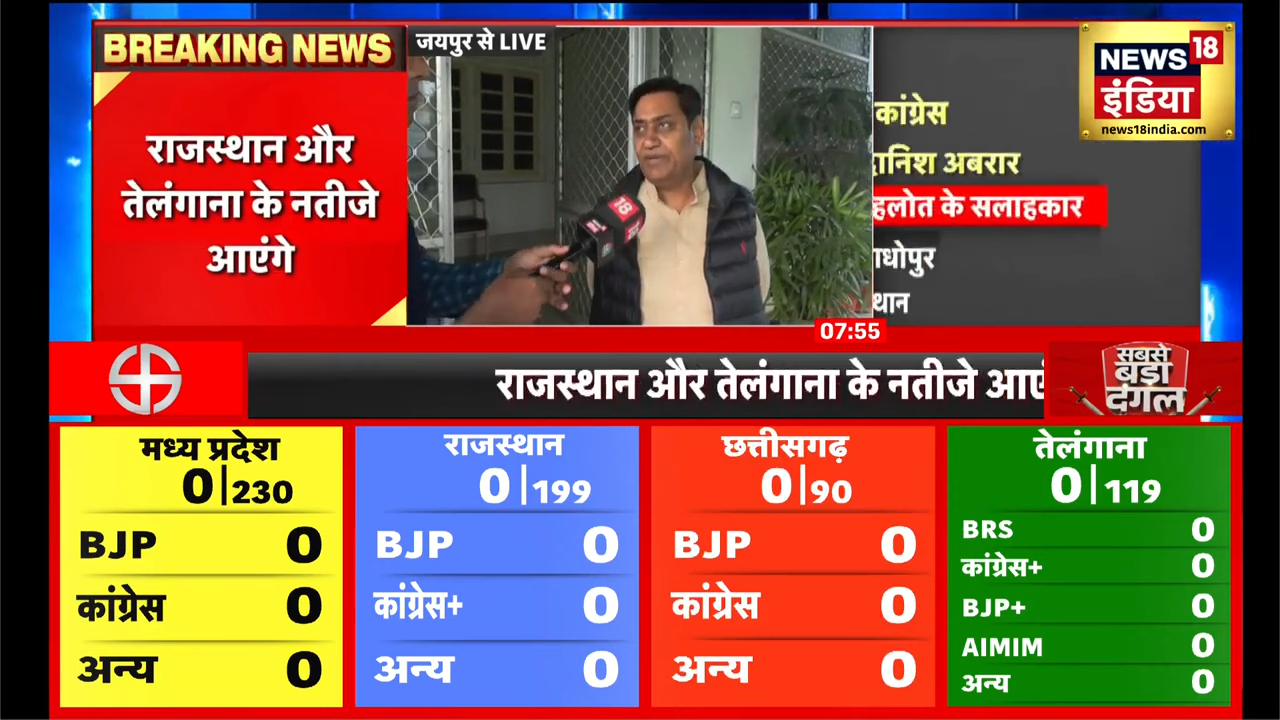 BREAKING NEWS
राजस्थान और
तेलंगाना के नतीजे
आएंगे
जयपुर से LIVE
18
कांग्रेस
दानिश अबरार
हलोत के सलाहकार
ाधोपुर
थान
NEWS 18
इंडिया
news18india.com
07:55
राजस्थान और तेलंगाना के नतीजे आएं
सबसे
बड़ा
दंगल
मध्य प्रदेश
0|230
BJP 0
कांग्रेस 0
अन्य 0
राजस्थान
0|199
BJP 0
कांग्रेस+ 0
अन्य 0
छत्तीसगढ़
0|90
BJP 0
कांग्रेस 0
अन्य 0
तेलंगाना
0|119
BRS 0
कांग्रेस+ 0
BJP+ 0
AIMIM 0
अन्य 0